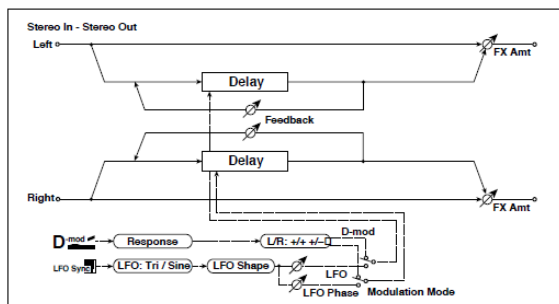 Stereo In - Stereo Out
Left
FX Amt
Delay
Feedback
Delay
Right
FX Amt
D-mod
D-mod Response L/R: +/+ +/–
LFO Sync LFO: Tri / Sine LFO Shape LFO
LFO Phase Modulation Mode